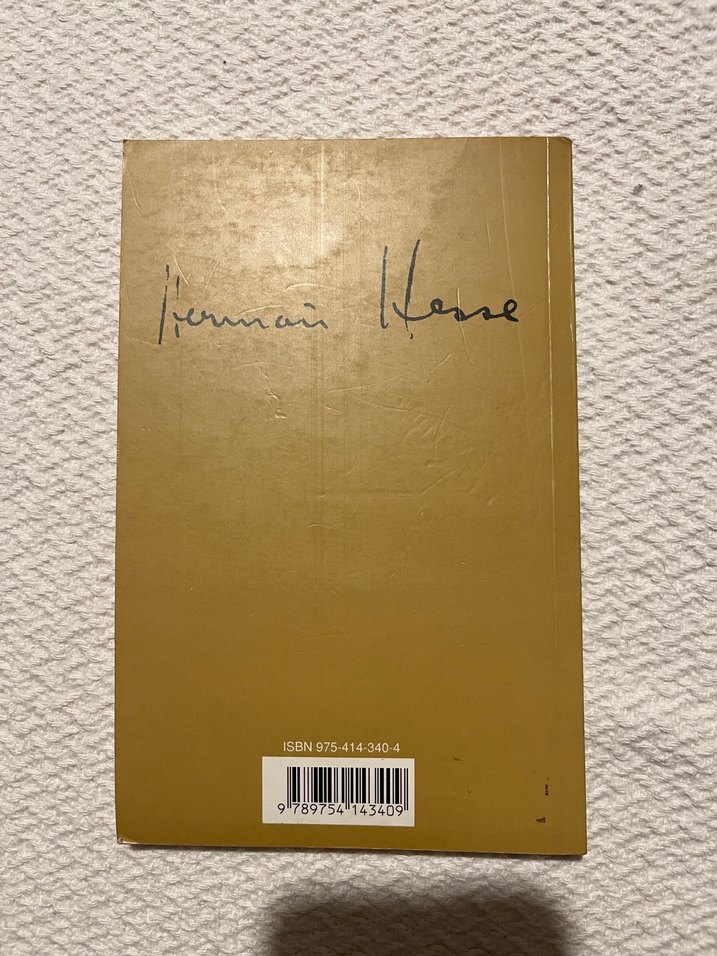 Hermann Hesse
ISBN 975-414-340-4
9 789754 143409